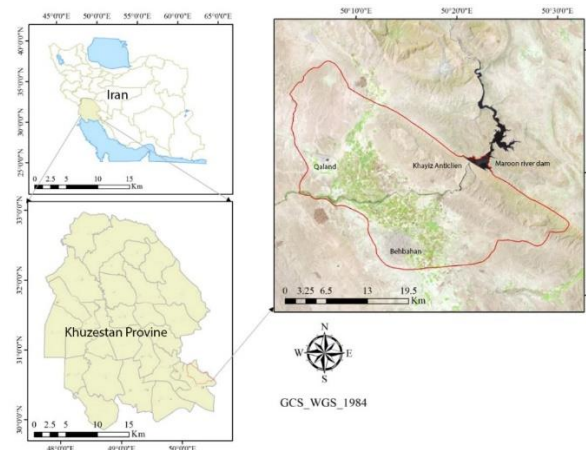 45°0'0"E 50°0'0"E 55°0'0"E 60°0'0"E 65°0'0"E
40°0'0"N
35°0'0"N
30°0'0"N
25°0'0"N
Iran
0 2.5 5 10 15
Km
33°0'0"N
32°0'0"N
31°0'0"N
30°0'0"N
Khuzestan Provine
0 2.5 5 10 15
Km
48°0'0"E 49°0'0"E 50°0'0"E
50°10'0"E 50°20'0"E 50°30'0"E
Qaland
Khayiz Anticlien
Maroon river dam
Behbahan
0 3.25 6.5 13 19.5
Km
N
W E
S
GCS_WGS_1984